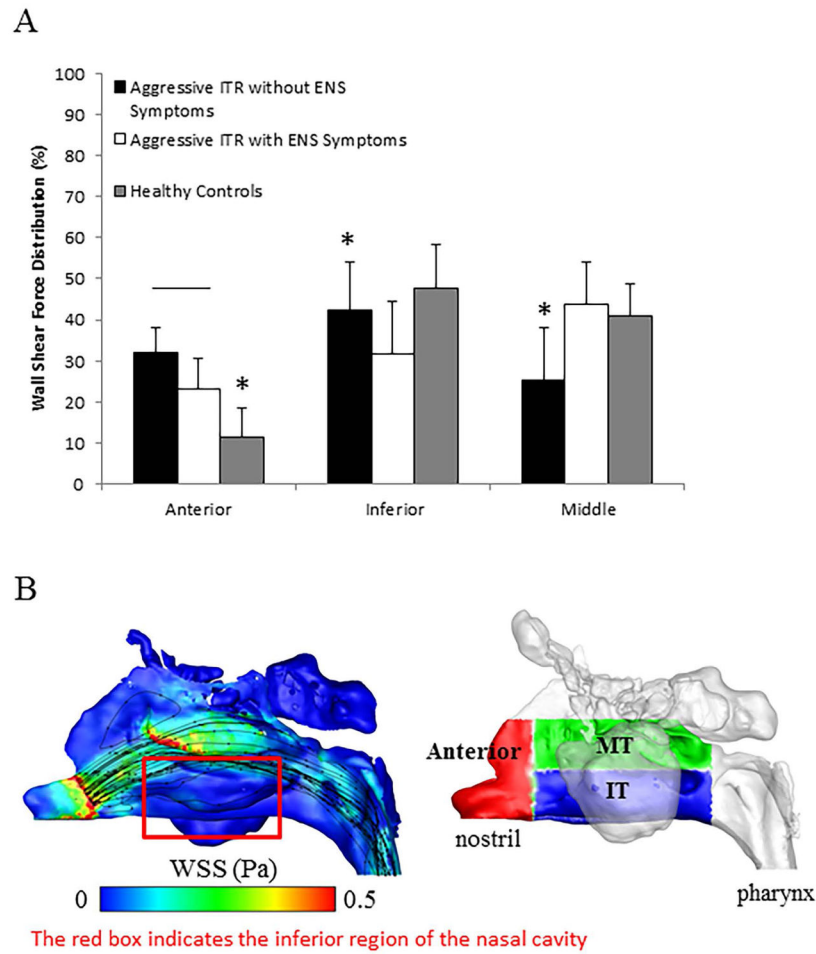 A
100
90
80
70
60
50
40
30
20
10
0
Wall Shear Force Distribution (%)
Aggressive ITR without ENS
Symptoms
Aggressive ITR with ENS Symptoms
Healthy Controls
*
*
*
Anterior
Inferior
Middle
B
WSS (Pa)
0
0.5
Anterior
MT
IT
nostril
pharynx
The red box indicates the inferior region of the nasal cavity